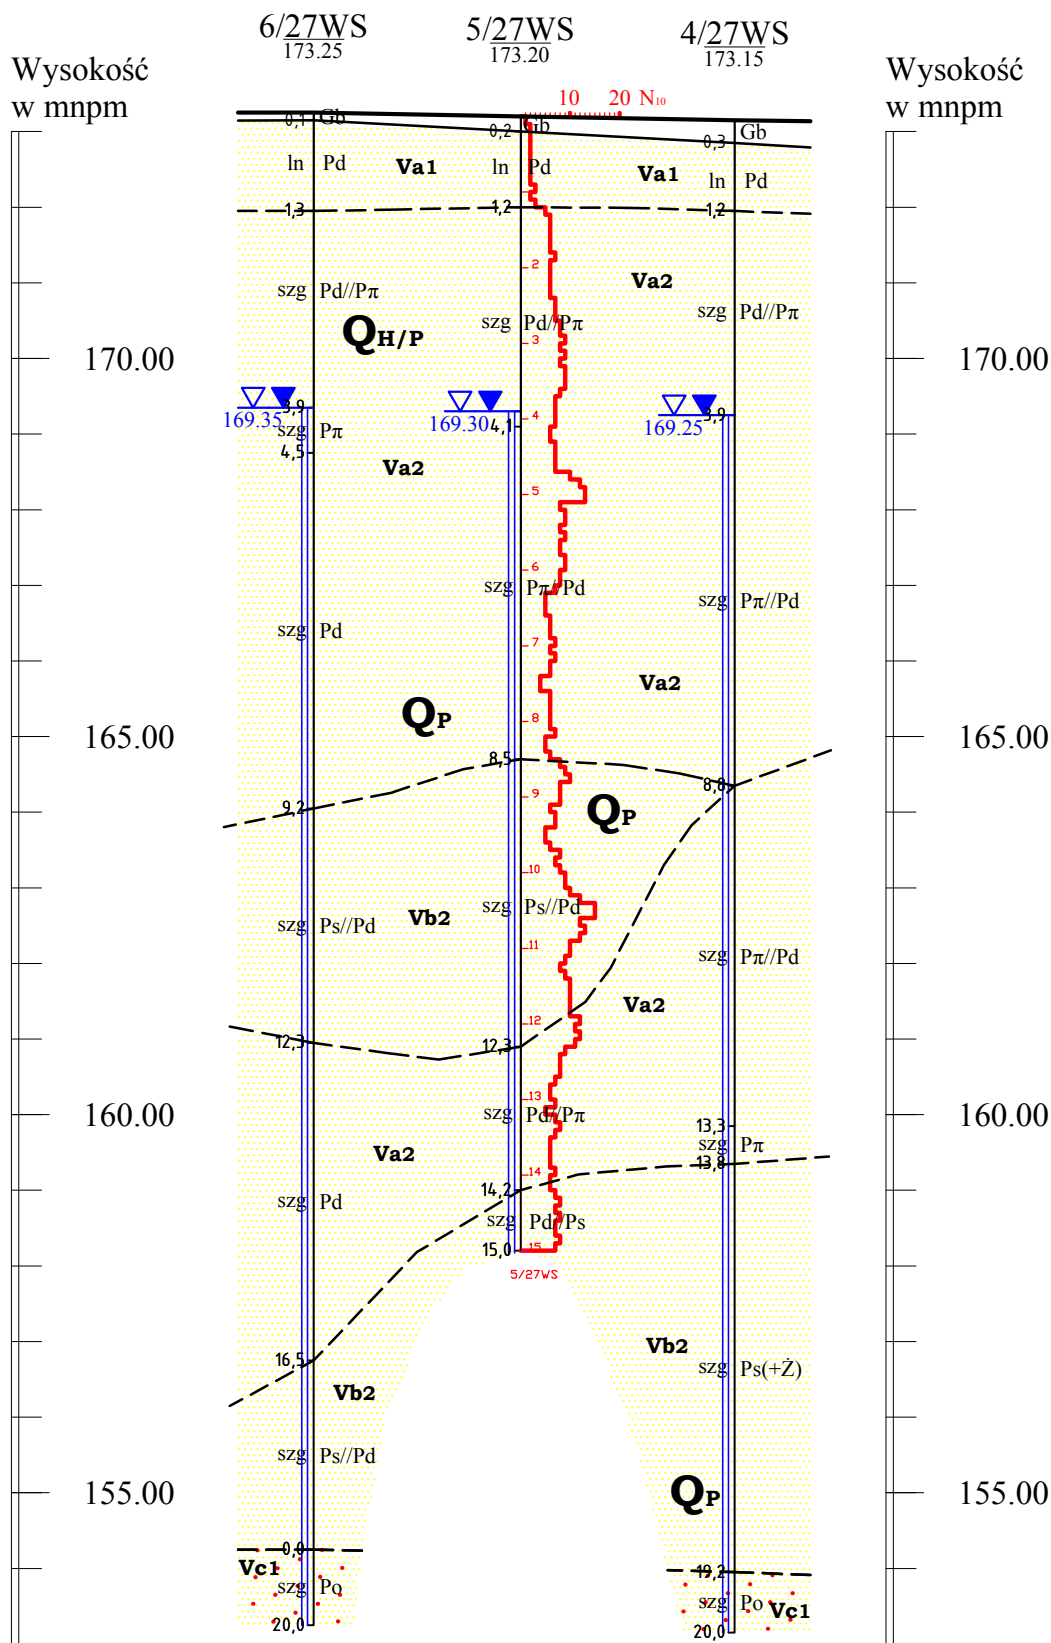 6/27WS 5/27WS 4/27WS
173.25 173.20 173.15
Wysokość w mnpm
Wysokość w mnpm
10 20 N10
0,1 Gb
0,2 Gb
0,3 Gb
ln Pd Va1 ln Pd Va1 ln Pd
1,3 1,2 1,2
2
Va2
szg Pd//Pπ
szg Pd//Pπ
szg Pd//Pπ
QH/P
3
170.00 170.00
3,9 3,9
169.35 169.30 169.25
4
4,1
szg Pπ
4,5
Va2
5
6
szg Pπ//Pd
szg Pπ//Pd
szg Pd
7
Va2
QP
8
165.00 165.00
8,5
8,8
9
9,2
QP
10
szg Ps//Pd
Vb2
szg Ps//Pd
11
szg Pπ//Pd
Va2
12
12,3 12,3
13
szg Pd//Pπ
160.00 160.00
13,3
szg Pπ
13,8
Va2
14
14,2
szg Pd
szg Pd//Ps
15,0 15
5/27WS
Vb2
16,5
szg Ps(+Ż)
Vb2
szg Ps//Pd
155.00 155.00
QP
0,0
Vc1
19,2
szg Po
szg Po Vc1
20,0 20,0